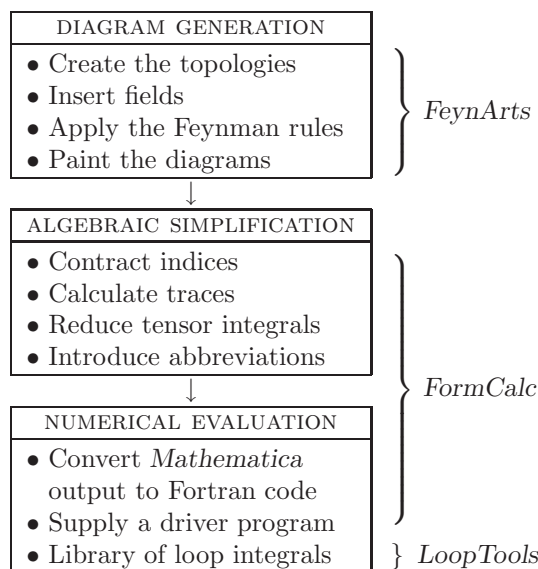 DIAGRAM GENERATION
• Create the topologies
• Insert fields
• Apply the Feynman rules
• Paint the diagrams
} FeynArts
↓
ALGEBRAIC SIMPLIFICATION
• Contract indices
• Calculate traces
• Reduce tensor integrals
• Introduce abbreviations
↓
NUMERICAL EVALUATION
• Convert Mathematica
output to Fortran code
• Supply a driver program
} FormCalc
• Library of loop integrals } LoopTools